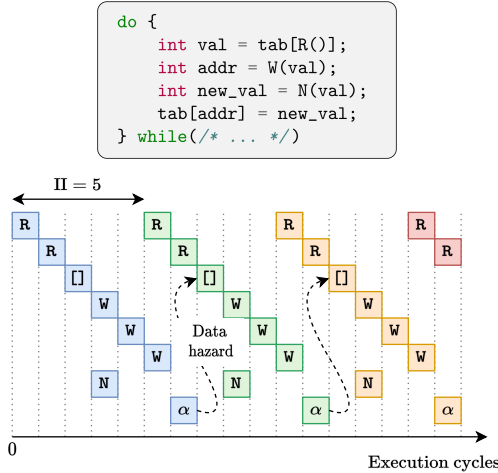 do {
int val = tab[R()];
int addr = W(val);
int new_val = N(val);
tab[addr] = new_val;
} while(/* ... */)
II = 5
R R R R
R R R R
[] [] []
W W W
W W W
Data
hazard
W W W
N N N
α α α
0
Execution cycles